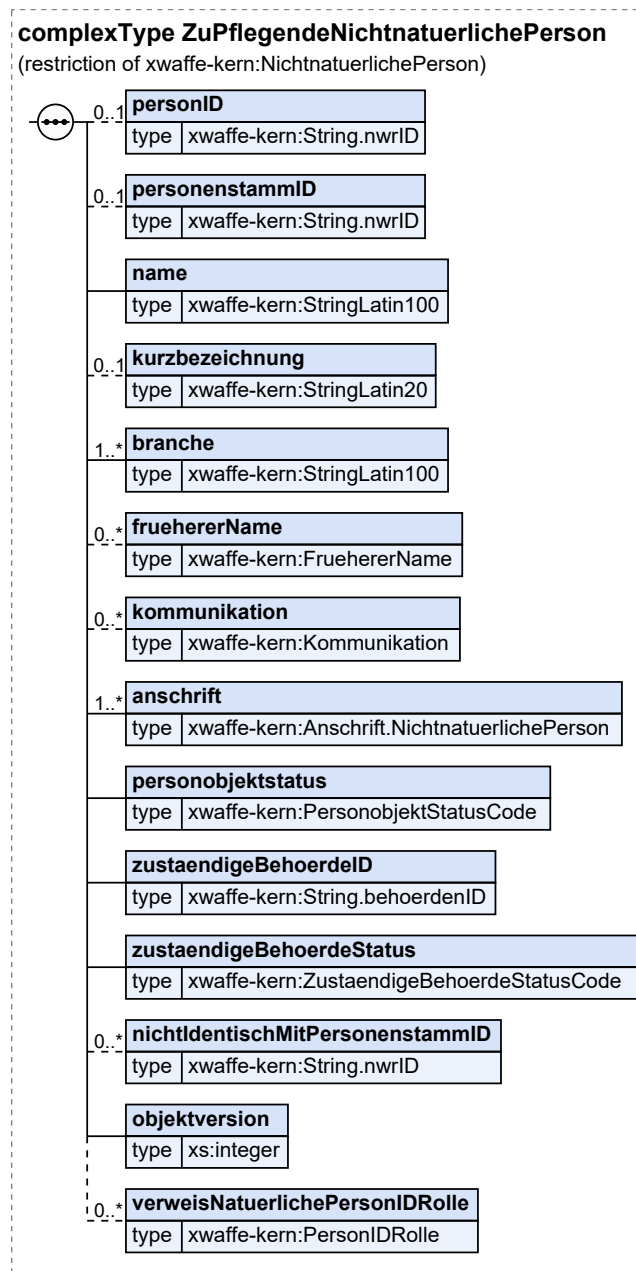 complexType ZuPflegendeNichtnatuerlichePerson
(restriction of xwaffe-kern:NichtnatuerlichePerson)
0..1 personID
type xwaffe-kern:String.nwrID
0..1 personenstammID
type xwaffe-kern:String.nwrID
name
type xwaffe-kern:StringLatin100
0..1 kurzbezeichnung
type xwaffe-kern:StringLatin20
1..* branche
type xwaffe-kern:StringLatin100
0..* fruehererName
type xwaffe-kern:FruehererName
0..* kommunikation
type xwaffe-kern:Kommunikation
1..* anschrift
type xwaffe-kern:Anschrift.NichtnatuerlichePerson
personobjektstatus
type xwaffe-kern:PersonobjektStatusCode
zustaendigeBehoerdeID
type xwaffe-kern:String.behoerdenID
zustaendigeBehoerdeStatus
type xwaffe-kern:ZustaendigeBehoerdeStatusCode
0..* nichtIdentischMitPersonenstammID
type xwaffe-kern:String.nwrID
objektversion
type xs:integer
0..* verweisNatuerlichePersonIDRolle
type xwaffe-kern:PersonIDRolle